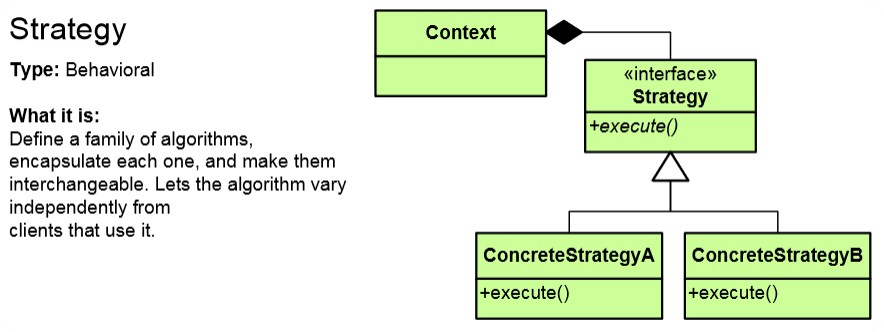 Strategy
Type: Behavioral
What it is:
Define a family of algorithms,
encapsulate each one, and make them
interchangeable. Lets the algorithm vary
independently from
clients that use it.
Context
«interface»
Strategy
+execute()
ConcreteStrategyA
+execute()
ConcreteStrategyB
+execute()